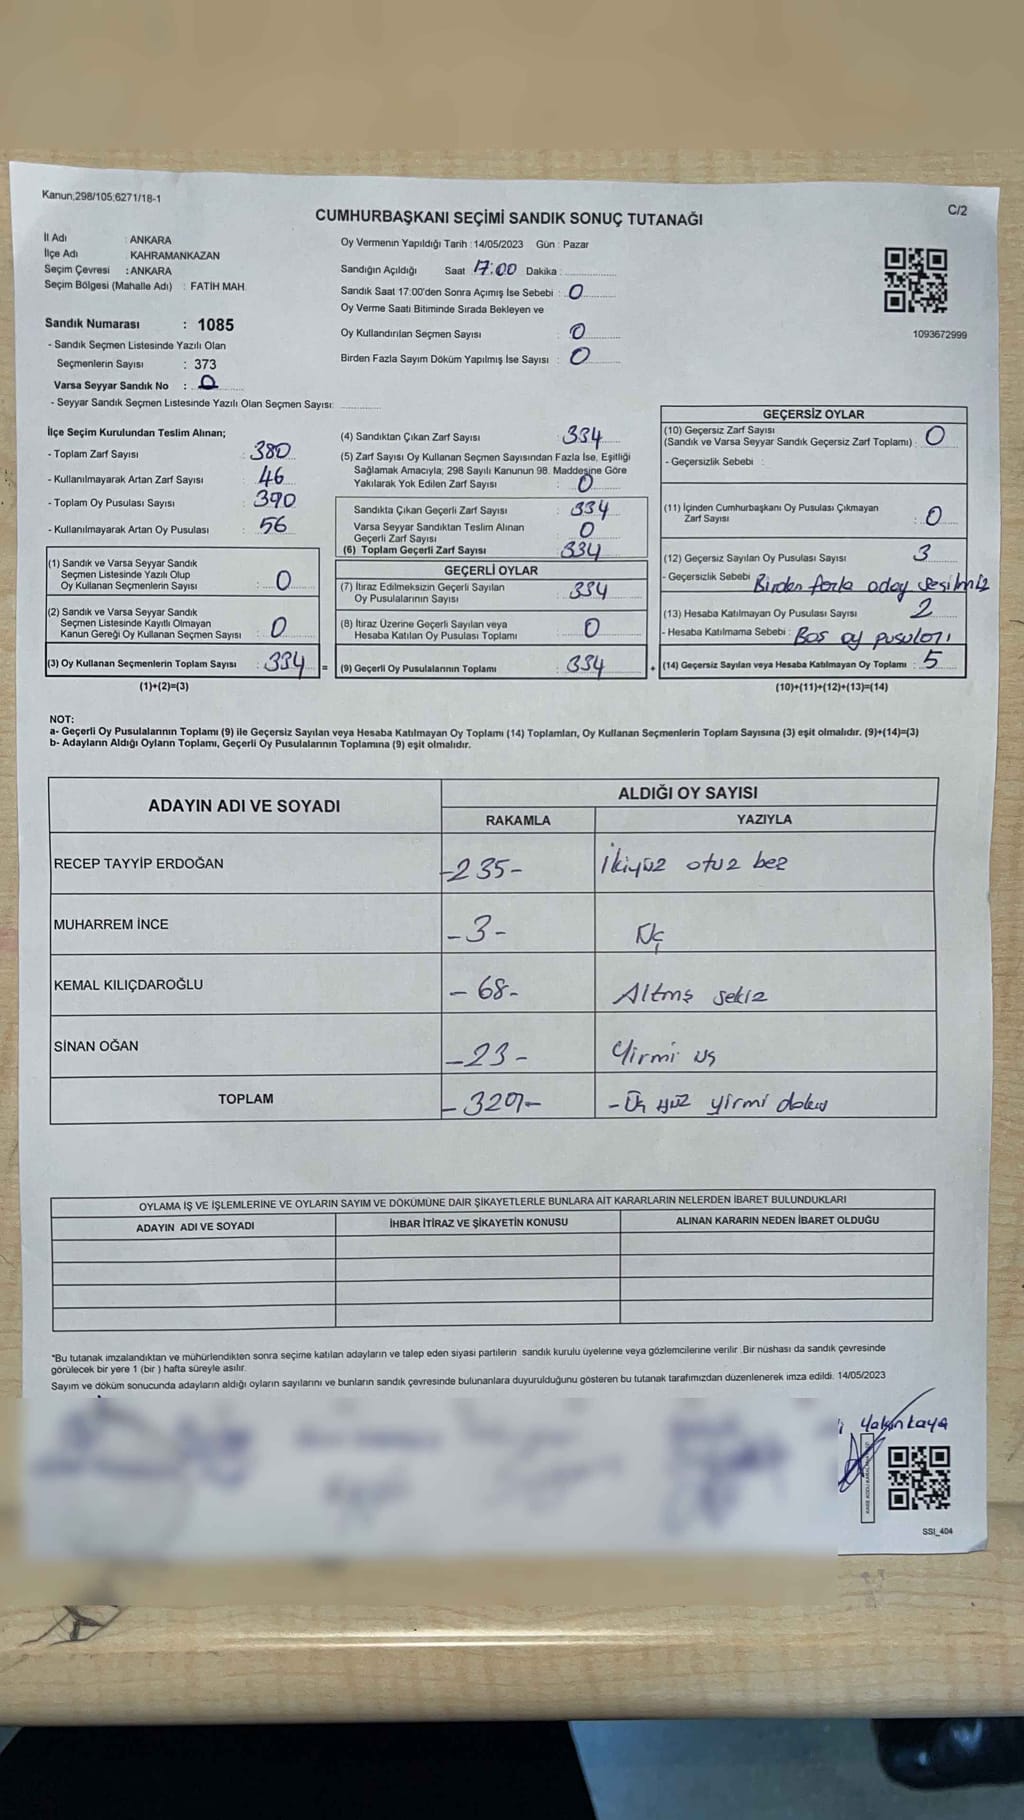 Kanun;298/105;6271/18-1
C/2
CUMHURBAŞKANI SEÇİMİ SANDIK SONUÇ TUTANAĞI
İl Adı : ANKARA
İlçe Adı : KAHRAMANKAZAN
Seçim Çevresi : ANKARA
Seçim Bölgesi (Mahalle Adı) : FATİH MAH.
Sandık Numarası : 1085
- Sandık Seçmen Listesinde Yazılı Olan
Seçmenlerin Sayısı : 373
Varsa Seyyar Sandık No : 0
- Seyyar Sandık Seçmen Listesinde Yazılı Olan Seçmen Sayısı:
Oy Vermenin Yapıldığı Tarih : 14/05/2023 Gün : Pazar
Sandığın Açıldığı Saat 17:00 Dakika :
Sandık Saat 17:00'den Sonra Açımış İse Sebebi : 0
Oy Verme Saati Bitiminde Sırada Bekleyen ve
Oy Kullandırılan Seçmen Sayısı : 0
Birden Fazla Sayım Döküm Yapılmış İse Sayısı : 0
1093672999
İlçe Seçim Kurulundan Teslim Alınan;
- Toplam Zarf Sayısı : 380
- Kullanılmayarak Artan Zarf Sayısı : 46
- Toplam Oy Pusulası Sayısı : 390
- Kullanılmayarak Artan Oy Pusulası : 56
(1) Sandık ve Varsa Seyyar Sandık
Seçmen Listesinde Yazılı Olup
Oy Kullanan Seçmenlerin Sayısı : 0
(2) Sandık ve Varsa Seyyar Sandık
Seçmen Listesinde Kayıtlı Olmayan
Kanun Gereği Oy Kullanan Seçmen Sayısı : 0
(3) Oy Kullanan Seçmenlerin Toplam Sayısı : 334 =
(1)+(2)=(3)
(4) Sandıktan Çıkan Zarf Sayısı : 334
(5) Zarf Sayısı Oy Kullanan Seçmen Sayısından Fazla İse, Eşitliği
Sağlamak Amacıyla; 298 Sayılı Kanunun 98. Maddesine Göre
Yakılarak Yok Edilen Zarf Sayısı : 0
Sandıkta Çıkan Geçerli Zarf Sayısı : 334
Varsa Seyyar Sandıktan Teslim Alınan
Geçerli Zarf Sayısı : 0
(6) Toplam Geçerli Zarf Sayısı 334
GEÇERLİ OYLAR
(7) İtiraz Edilmeksizin Geçerli Sayılan
Oy Pusulalarının Sayısı : 334
(8) İtiraz Üzerine Geçerli Sayılan veya
Hesaba Katılan Oy Pusulası Toplamı : 0
(9) Geçerli Oy Pusulalarının Toplamı : 334 +
GEÇERSİZ OYLAR
(10) Geçersiz Zarf Sayısı
(Sandık ve Varsa Seyyar Sandık Geçersiz Zarf Toplamı) : 0
- Geçersizlik Sebebi :
(11) İçinden Cumhurbaşkanı Oy Pusulası Çıkmayan
Zarf Sayısı : 0
(12) Geçersiz Sayılan Oy Pusulası Sayısı : 3
- Geçersizlik Sebebi : Birden fazla aday seçilmiş
(13) Hesaba Katılmayan Oy Pusulası Sayısı : 2
- Hesaba Katılmama Sebebi : Boş oy pusulası
(14) Geçersiz Sayılan veya Hesaba Katılmayan Oy Toplamı : 5
(10)+(11)+(12)+(13)=(14)
NOT:
a- Geçerli Oy Pusulalarının Toplamı (9) ile Geçersiz Sayılan veya Hesaba Katılmayan Oy Toplamı (14) Toplamları, Oy Kullanan Seçmenlerin Toplam Sayısına (3) eşit olmalıdır. (9)+(14)=(3)
b- Adayların Aldığı Oyların Toplamı, Geçerli Oy Pusulalarının Toplamına (9) eşit olmalıdır.
ADAYIN ADI VE SOYADI
ALDIĞI OY SAYISI
RAKAMLA YAZIYLA
RECEP TAYYİP ERDOĞAN -235- İkiyüz otuz beş
MUHARREM İNCE -3- Üç
KEMAL KILIÇDAROĞLU -68- Altmış sekiz
SİNAN OĞAN -23- Yirmi üç
TOPLAM -329- -Üç yüz yirmi dokuz
OYLAMA İŞ VE İŞLEMLERİNE VE OYLARIN SAYIM VE DÖKÜMÜNE DAİR ŞİKAYETLERLE BUNLARA AİT KARARLARIN NELERDEN İBARET BULUNDUKLARI
ADAYIN ADI VE SOYADI İHBAR İTİRAZ VE ŞİKAYETİN KONUSU ALINAN KARARIN NEDEN İBARET OLDUĞU
*Bu tutanak imzalandıktan ve mühürlendikten sonra seçime katılan adayların ve talep eden siyasi partilerin sandık kurulu üyelerine veya gözlemcilerine verilir .Bir nüshası da sandık çevresinde
görülecek bir yere 1 (bir ) hafta süreyle asılır.
Sayım ve döküm sonucunda adayların aldığı oyların sayılarını ve bunların sandık çevresinde bulunanlara duyurulduğunu gösteren bu tutanak tarafımızdan düzenlenerek imza edildi. 14/05/2023
Yalçınkaya
SSI_404